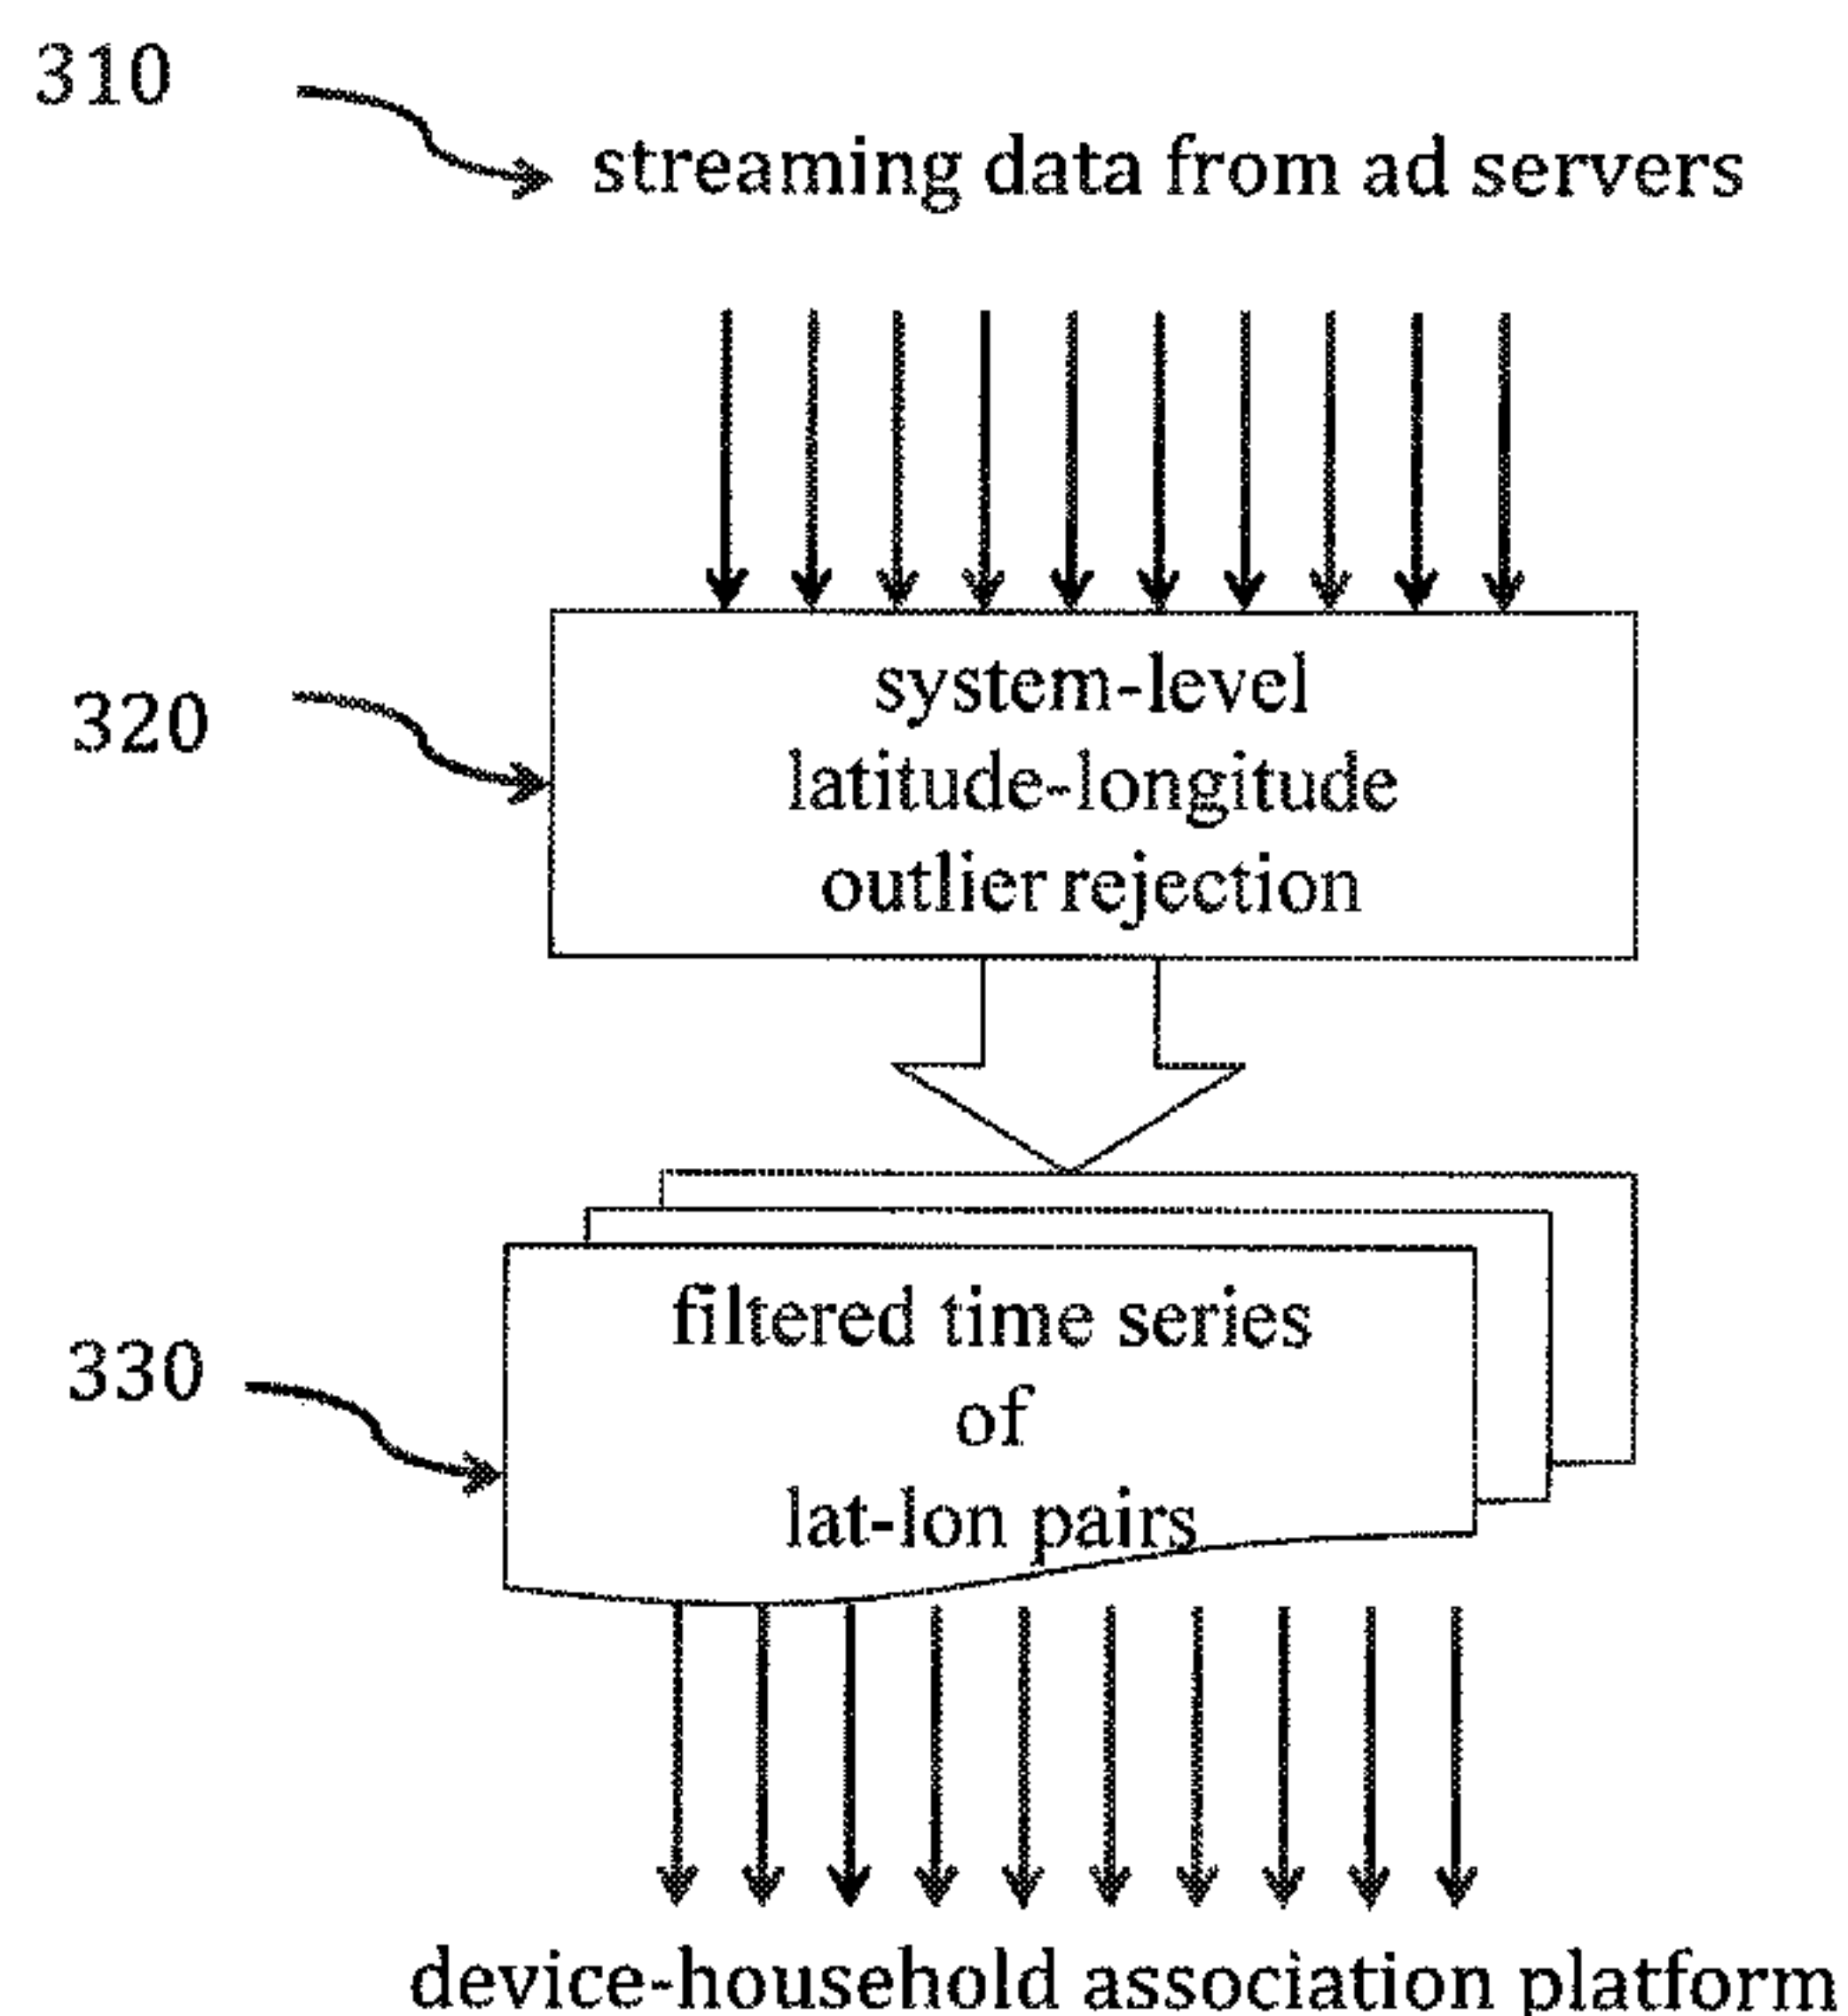 310
streaming data from ad servers
320
system-level
latitude-longitude
outlier rejection
330
filtered time series
of
lat-lon pairs
device-household association platform